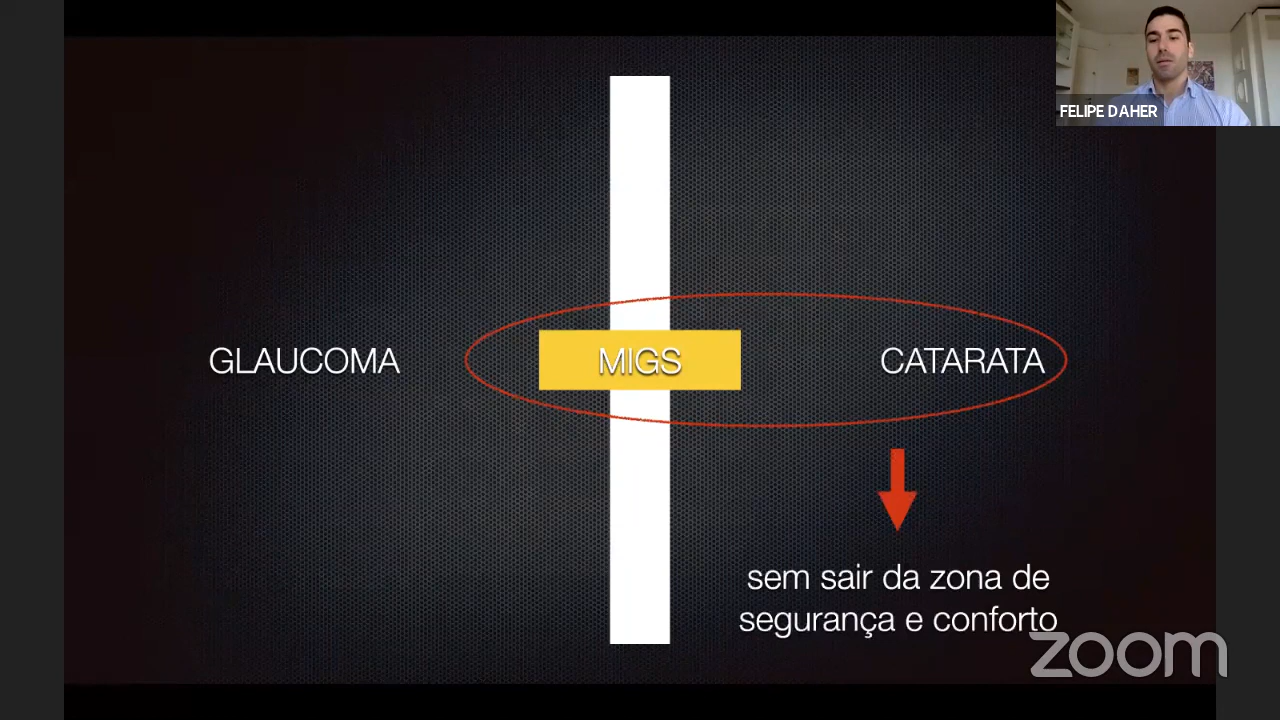 FELIPE DAHER
GLAUCOMA
MIGS
CATARATA
sem sair da zona de
segurança e conforto
zoom